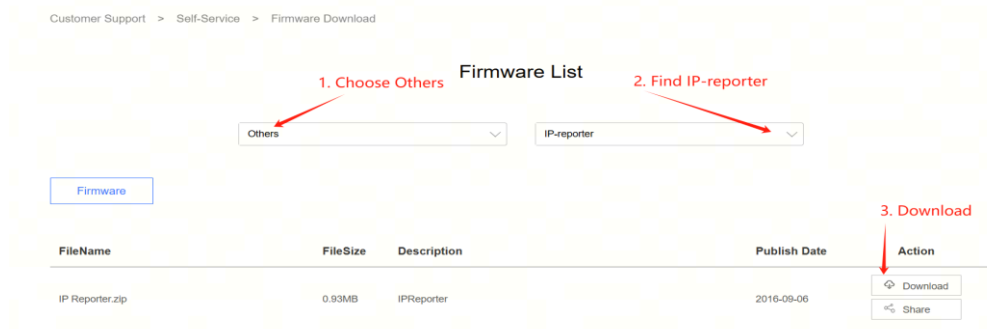 Customer Support > Self-Service > Firmware Download
Firmware List
1. Choose Others
2. Find IP-reporter
Others
IP-reporter
Firmware
3. Download
FileName FileSize Description Publish Date Action
IP Reporter.zip 0.93MB IPReporter 2016-09-06
Download
Share